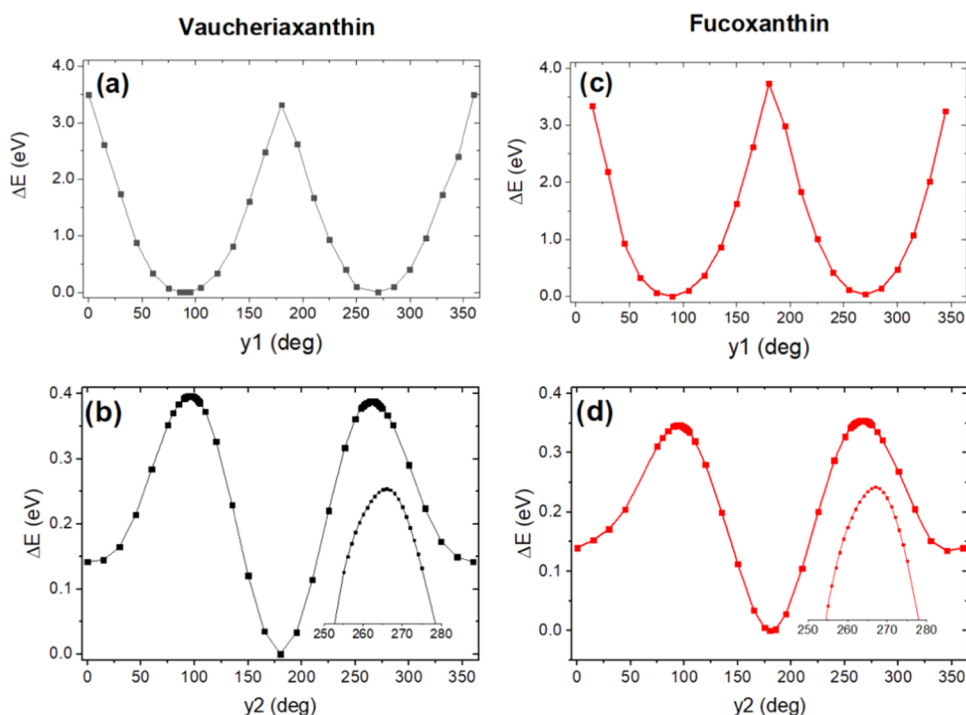 Vaucheriaxanthin
Fucoxanthin
(a)
4.0
3.0
2.0
1.0
0.0
ΔE (eV)
0 50 100 150 200 250 300 350
y1 (deg)
(c)
4.0
3.0
2.0
1.0
0.0
ΔE (eV)
0 50 100 150 200 250 300 350
y1 (deg)
(b)
0.4
0.3
0.2
0.1
0.0
ΔE (eV)
250 260 270 280
0 50 100 150 200 250 300 350
y2 (deg)
(d)
0.4
0.3
0.2
0.1
0.0
ΔE (eV)
250 260 270 280
0 50 100 150 200 250 300 350
y2 (deg)